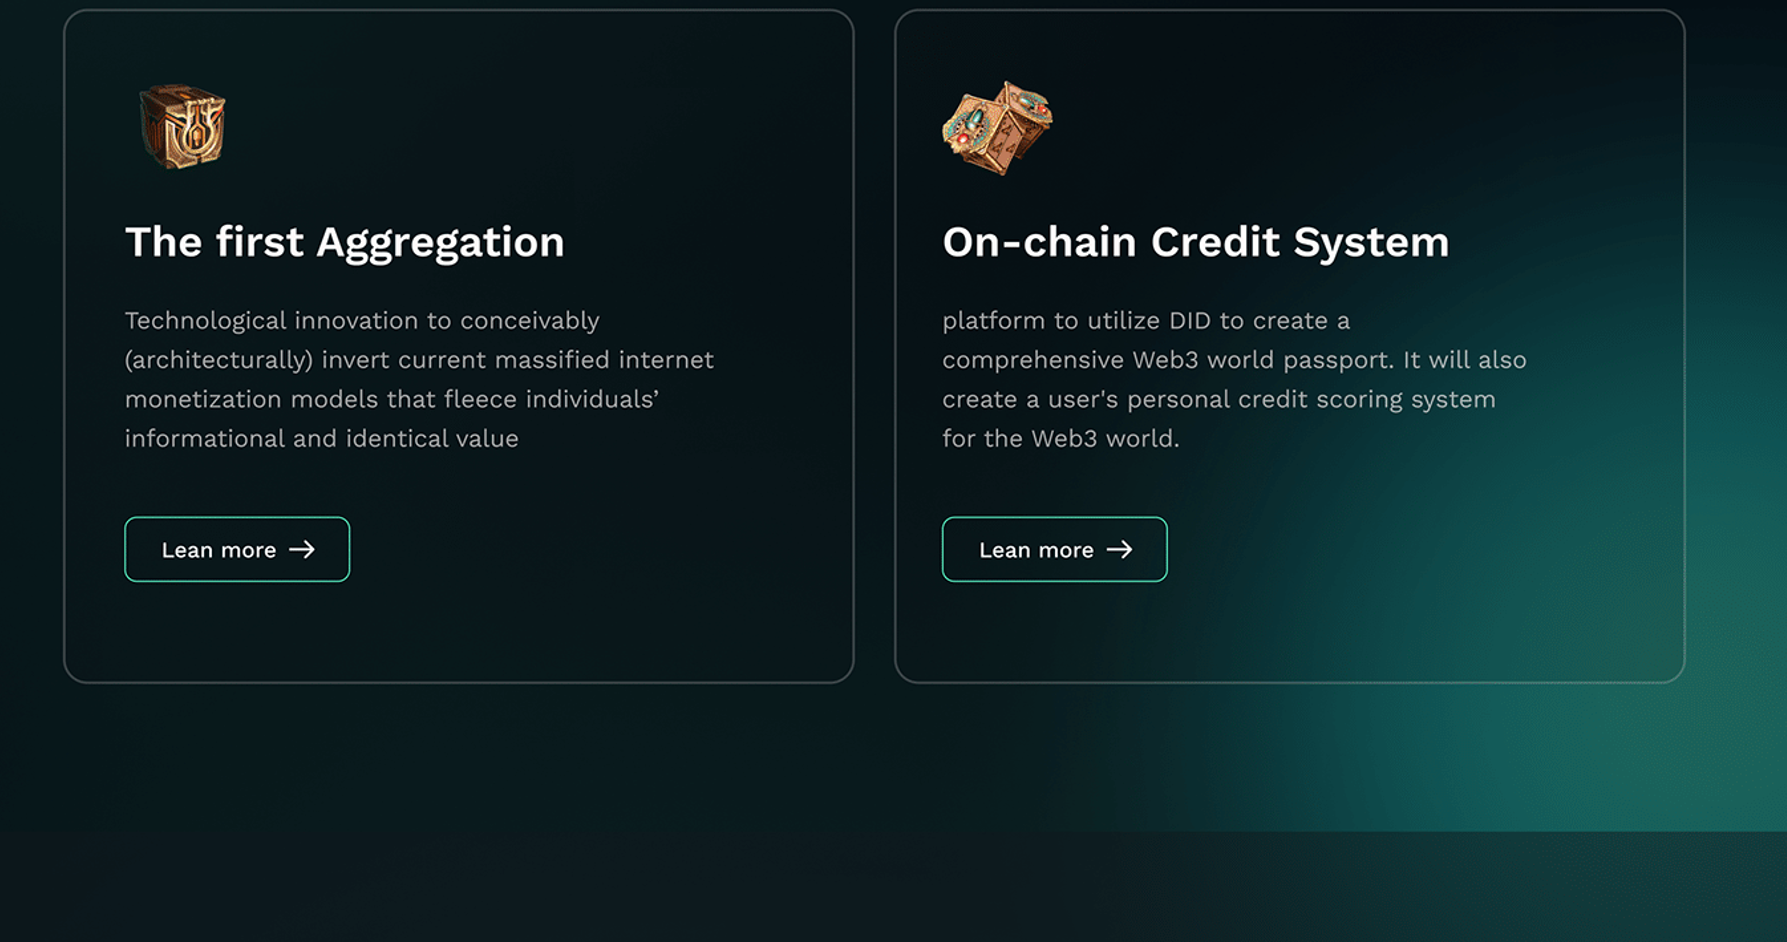 The first Aggregation
Technological innovation to conceivably
(architecturally) invert current massified internet
monetization models that fleece individuals’
informational and identical value
Lean more →
On-chain Credit System
platform to utilize DID to create a
comprehensive Web3 world passport. It will also
create a user's personal credit scoring system
for the Web3 world.
Lean more →